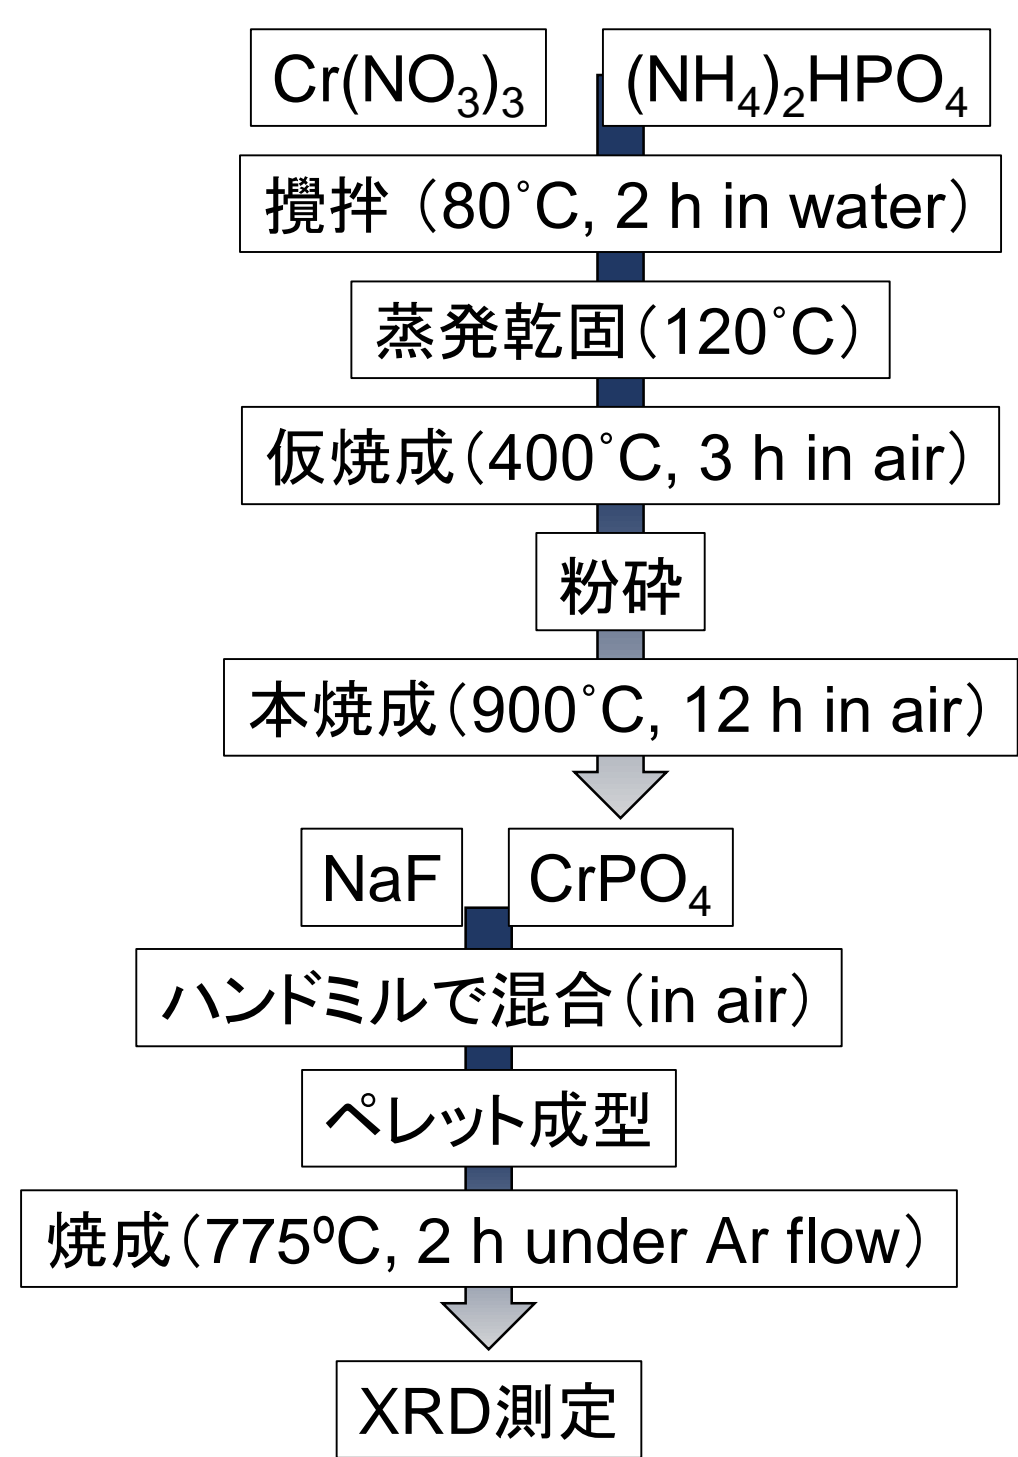 Cr(NO₃)₃
(NH₄)₂HPO₄
攪拌（80˚C, 2 h in water）
蒸発乾固（120˚C）
仮焼成（400˚C, 3 h in air）
粉砕
本焼成（900˚C, 12 h in air）
NaF
CrPO₄
ハンドミルで混合（in air）
ペレット成型
焼成（775ºC, 2 h under Ar flow）
XRD測定